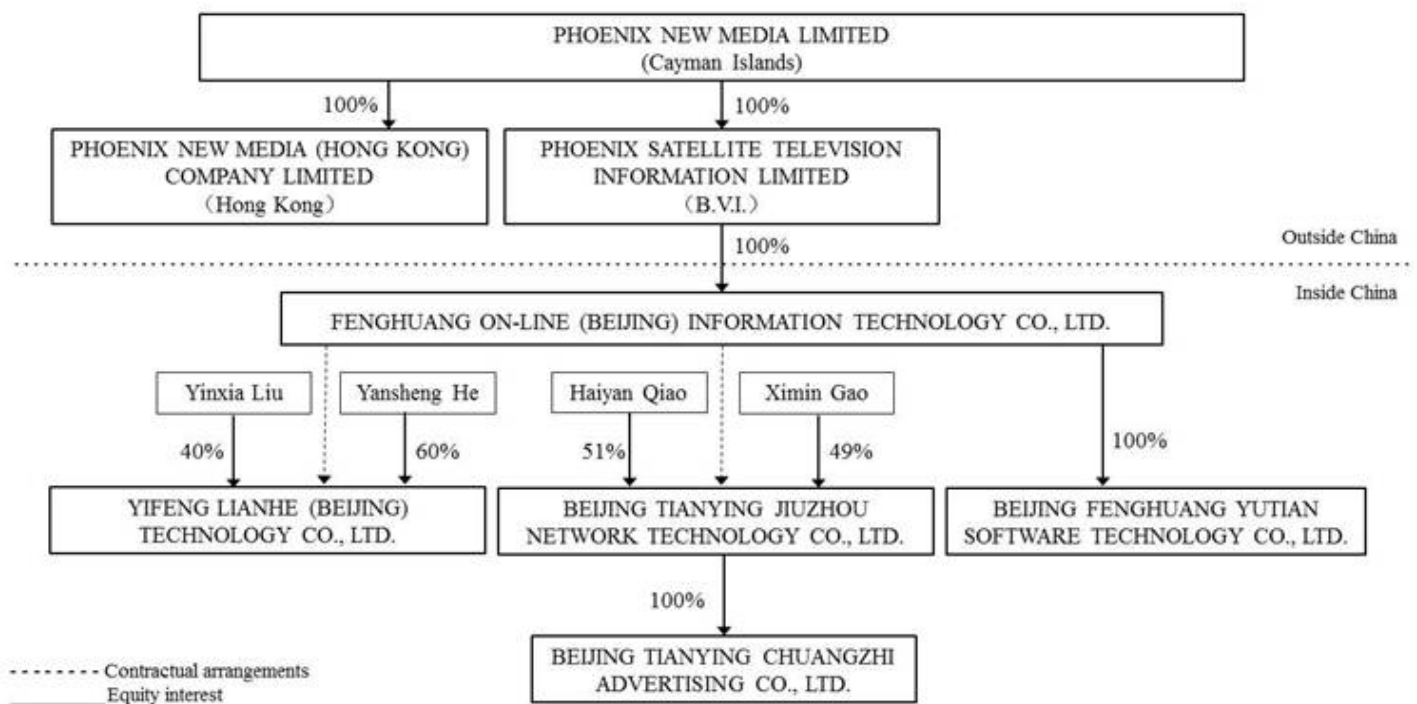 PHOENIX NEW MEDIA LIMITED
(Cayman Islands)
100%
100%
PHOENIX NEW MEDIA (HONG KONG)
COMPANY LIMITED
（Hong Kong）
PHOENIX SATELLITE TELEVISION
INFORMATION LIMITED
（B.V.I.）
100%
Outside China
Inside China
FENGHUANG ON-LINE (BEIJING) INFORMATION TECHNOLOGY CO., LTD.
Yinxia Liu
Yansheng He
Haiyan Qiao
Ximin Gao
40%
60%
51%
49%
100%
YIFENG LIANHE (BEIJING)
TECHNOLOGY CO., LTD.
BEIJING TIANYING JIUZHOU
NETWORK TECHNOLOGY CO., LTD.
BEIJING FENGHUANG YUTIAN
SOFTWARE TECHNOLOGY CO., LTD.
100%
BEIJING TIANYING CHUANGZHI
ADVERTISING CO., LTD.
Contractual arrangements
Equity interest